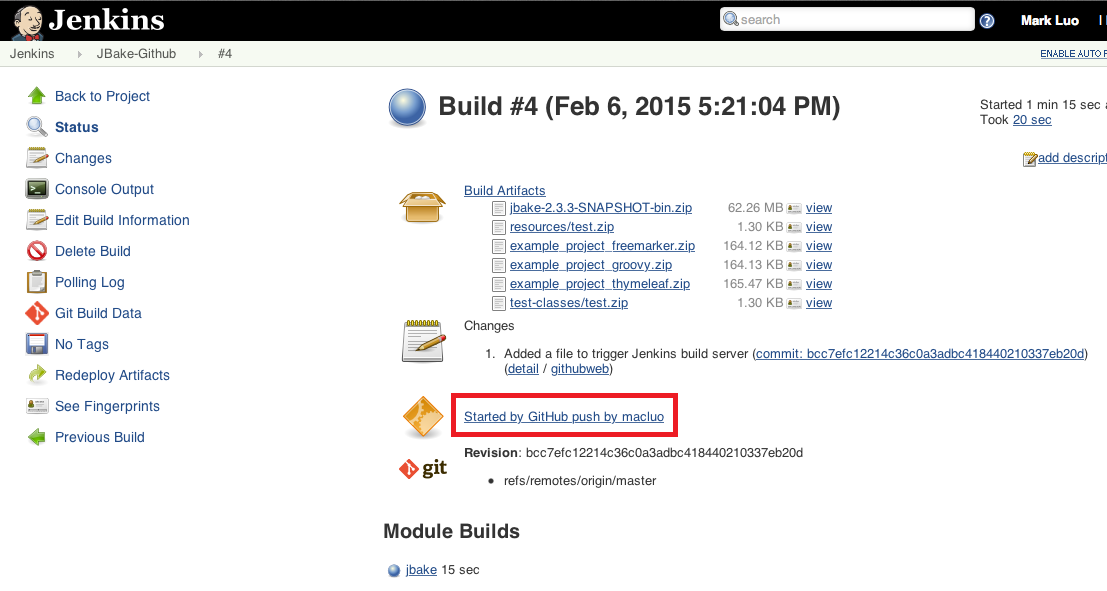 Jenkins
search
Mark Luo
Jenkins JBake-Github #4
ENABLE AUTO
Back to Project
Status
Changes
Console Output
Edit Build Information
Delete Build
Polling Log
Git Build Data
No Tags
Redeploy Artifacts
See Fingerprints
Previous Build
Build #4 (Feb 6, 2015 5:21:04 PM)
Started 1 min 15 sec
Took 20 sec
add descript
Build Artifacts
jbake-2.3.3-SNAPSHOT-bin.zip 62.26 MB view
resources/test.zip 1.30 KB view
example_project_freemarker.zip 164.12 KB view
example_project_groovy.zip 164.13 KB view
example_project_thymeleaf.zip 165.47 KB view
test-classes/test.zip 1.30 KB view
Changes
1. Added a file to trigger Jenkins build server (commit: bcc7efc12214c36c0a3adbc418440210337eb20d)
(detail / githubweb)
Started by GitHub push by macluo
git
Revision: bcc7efc12214c36c0a3adbc418440210337eb20d
• refs/remotes/origin/master
Module Builds
jbake 15 sec